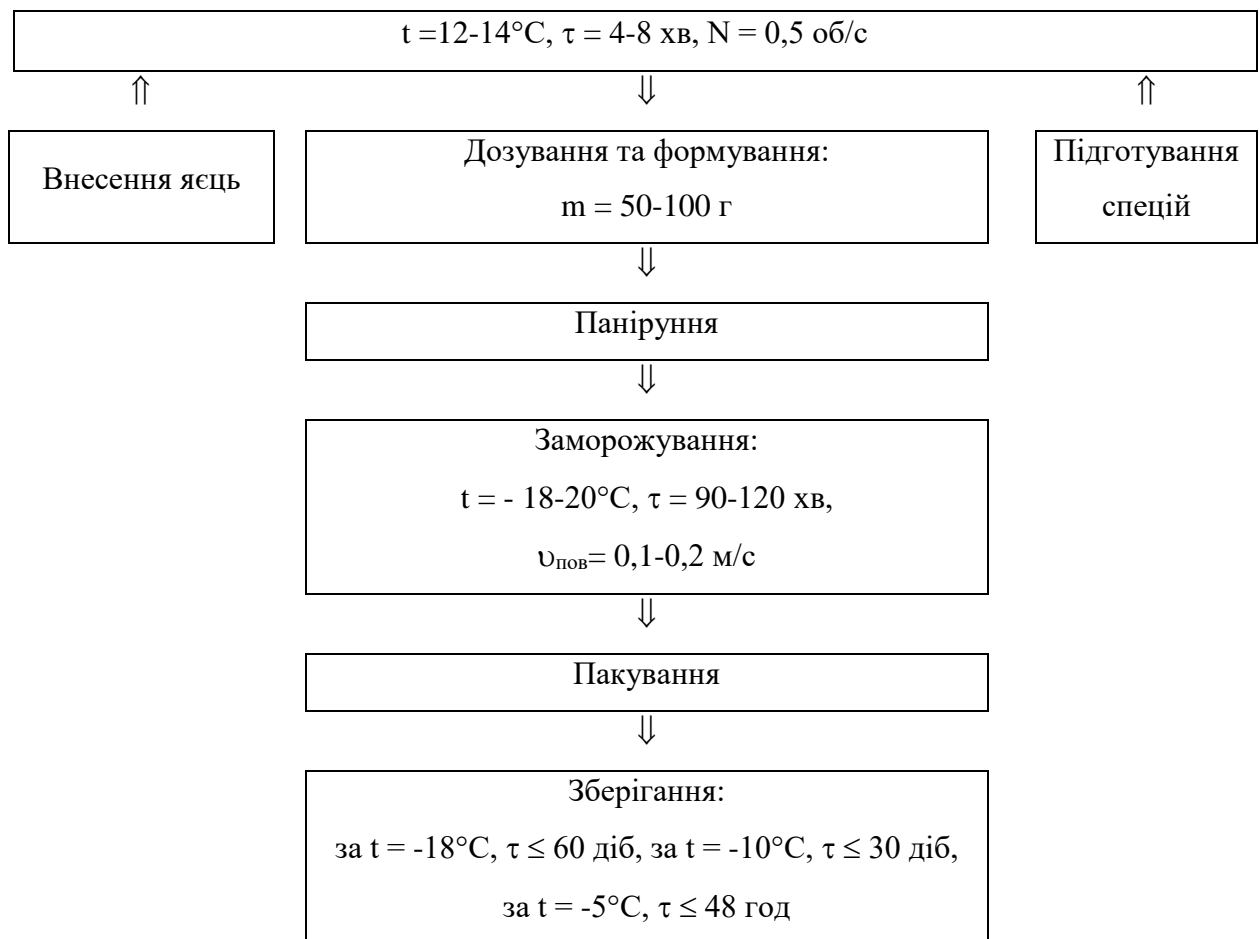 t =12-14°С, τ = 4-8 хв, N = 0,5 об/с
⇑ ⇓ ⇑
Внесення яєць
Дозування та формування:
m = 50-100 г
Підготування
спецій
⇓
Паніруння
⇓
Заморожування:
t = - 18-20°С, τ = 90-120 хв,
υпов= 0,1-0,2 м/с
⇓
Пакування
⇓
Зберігання:
за t = -18°С, τ ≤ 60 діб, за t = -10°С, τ ≤ 30 діб,
за t = -5°С, τ ≤ 48 год